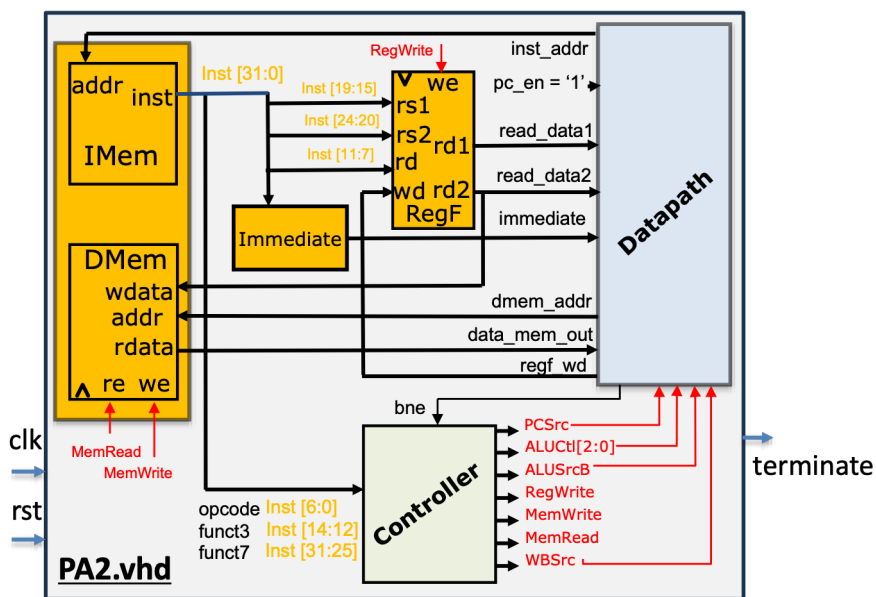 inst_addr
RegWrite
Inst [31:0]
addr
inst
IMem
Inst [19:15]
Inst [24:20]
Inst [11:7]
we
rs1
rs2
rd
rd1
wd
rd2
RegF
pc_en = '1'
read_data1
read_data2
immediate
Immediate
Datapath
DMem
wdata
addr
rdata
re
we
dmem_addr
data_mem_out
regf_wd
MemRead
MemWrite
bne
clk
rst
opcode Inst [6:0]
funct3 Inst [14:12]
funct7 Inst [31:25]
Controller
PCSrc
ALUCtl[2:0]
ALUSrcB
RegWrite
MemWrite
MemRead
WBSrc
terminate
PA2.vhd